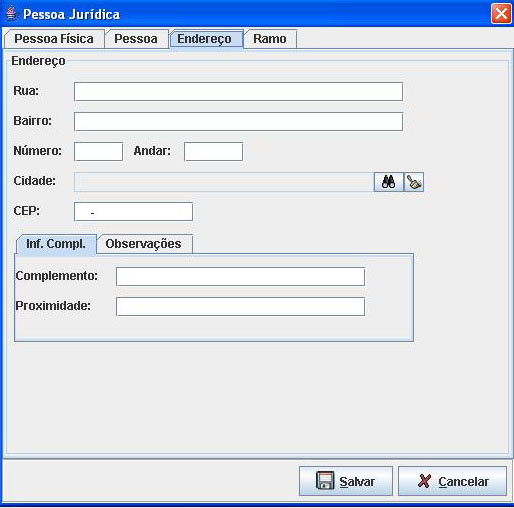 Pessoa Jurídica
Pessoa Física Pessoa Endereço Ramo
Endereço
Rua:
Bairro:
Número: Andar:
Cidade:
CEP: -
Inf. Compl. Observações
Complemento:
Proximidade:
Salvar Cancelar